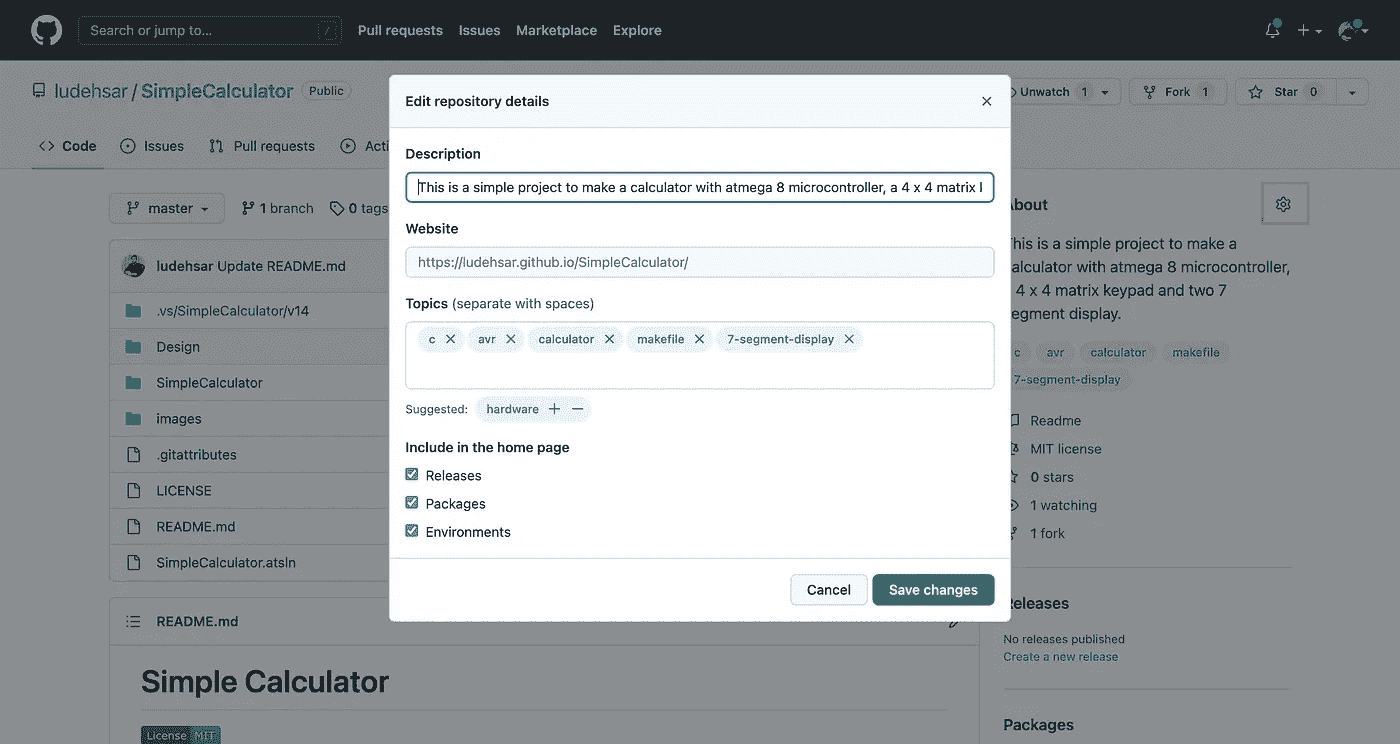 Search or jump to... /
Pull requests Issues Marketplace Explore
ludehsar / SimpleCalculator Public
Unwatch 1 Fork 1 Star 0
Code Issues Pull requests
master 1 branch 0 tags
ludehsar Update README.md
.vs/SimpleCalculator/v14
Design
SimpleCalculator
images
.gitattributes
LICENSE
README.md
SimpleCalculator.atsln
README.md
Simple Calculator
License MIT
Edit repository details
Description
This is a simple project to make a calculator with atmega 8 microcontroller, a 4 x 4 matrix
Website
https://ludehsar.github.io/SimpleCalculator/
Topics (separate with spaces)
c avr calculator makefile 7-segment-display
Suggested: hardware
Include in the home page
Releases
Packages
Environments
Cancel Save changes
About
This is a simple project to make a
calculator with atmega 8 microcontroller,
4 x 4 matrix keypad and two 7
segment display.
c avr calculator makefile
7-segment-display
Readme
MIT license
0 stars
1 watching
1 fork
Releases
No releases published
Create a new release
Packages